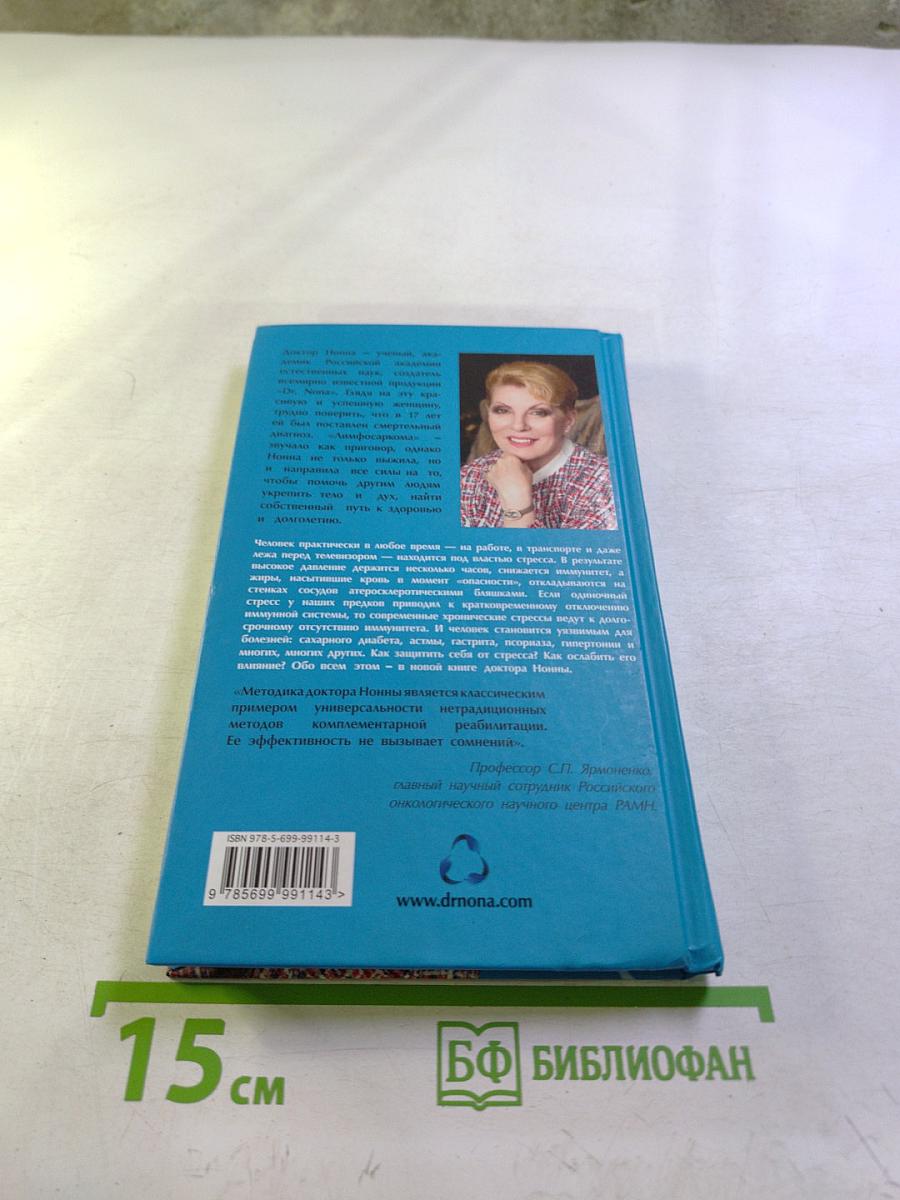 Доктор Нонна – ученый, ака-
демик Российской академии
естественных наук, создатель
всемирно известной продукции
«Dr. Nona». Глядя на эту кра-
сивую и успешную женщину,
трудно поверить, что в 17 лет
ей был поставлен смертельный
диагноз. «Лимфосаркома» –
звучало как приговор, однако
Нонна не только выжила, но
и направила все силы на то,
чтобы помочь другим людям
укрепить тело и дух, найти
собственный путь к здоровью
и долголетию.
Человек практически в любое время — на работе, в транспорте и даже
лежа перед телевизором — находится под властью стресса. В результате
высокое давление держится несколько часов, снижается иммунитет, а
жиры, насытившие кровь в момент «опасности», откладываются на
стенках сосудов атеросклеротическими бляшками. Если одиночный
стресс у наших предков приводил к кратковременному отключению
иммунной системы, то современные хронические стрессы ведут к долго-
срочному отсутствию иммунитета. И человек становится уязвимым для
болезней: сахарного диабета, астмы, гастрита, псориаза, гипертонии и
многих, многих других. Как защитить себя от стресса? Как ослабить его
влияние? Обо всем этом – в новой книге доктора Нонны.
«Методика доктора Нонны является классическим
примером универсальности нетрадиционных
методов комплементарной реабилитации.
Ее эффективность не вызывает сомнений».
Профессор С.П. Ярмоненко,
главный научный сотрудник Российского
онкологического научного центра РАМН.
ISBN 978-5-699-99114-3
9 785699 991143 >
www.drnona.com
15 см
БФ БИБЛИОФАН